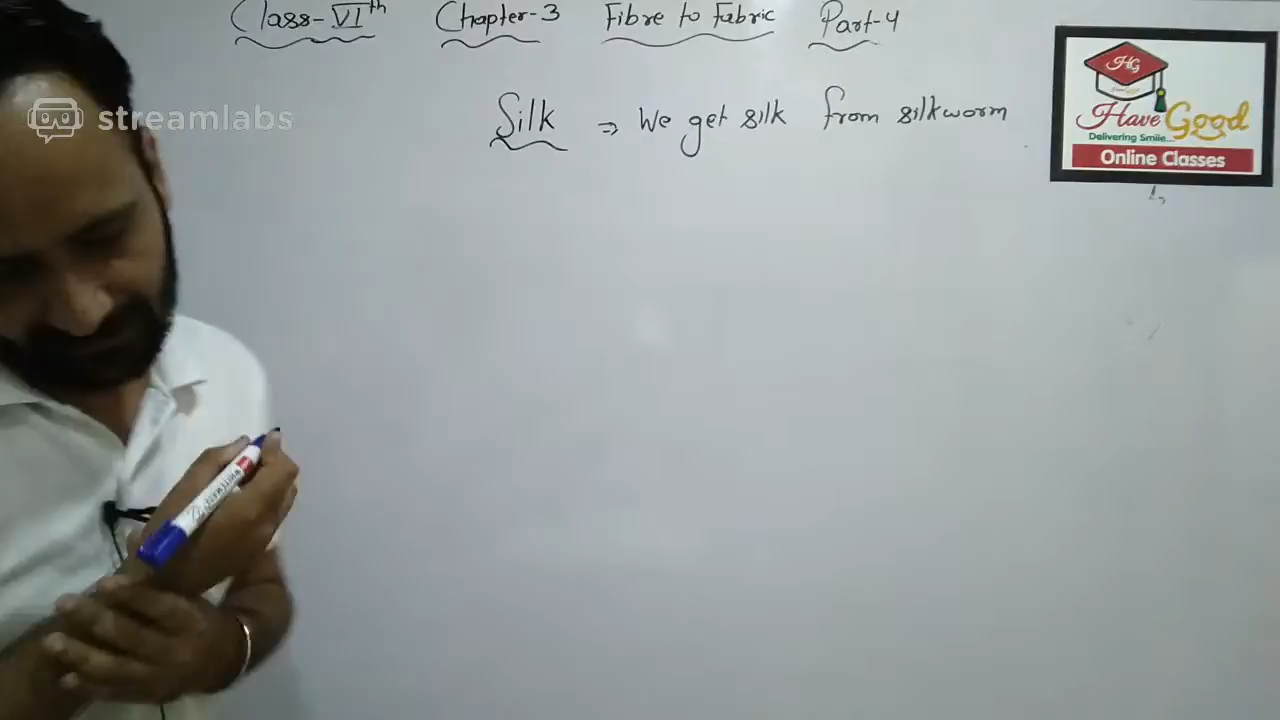 Class-VIth Chapter-3 Fibre to Fabric Part-4
Silk ⇒ We get silk from silkworm
streamlabs
HG
Have Good
Delivering Smile...
Online Classes